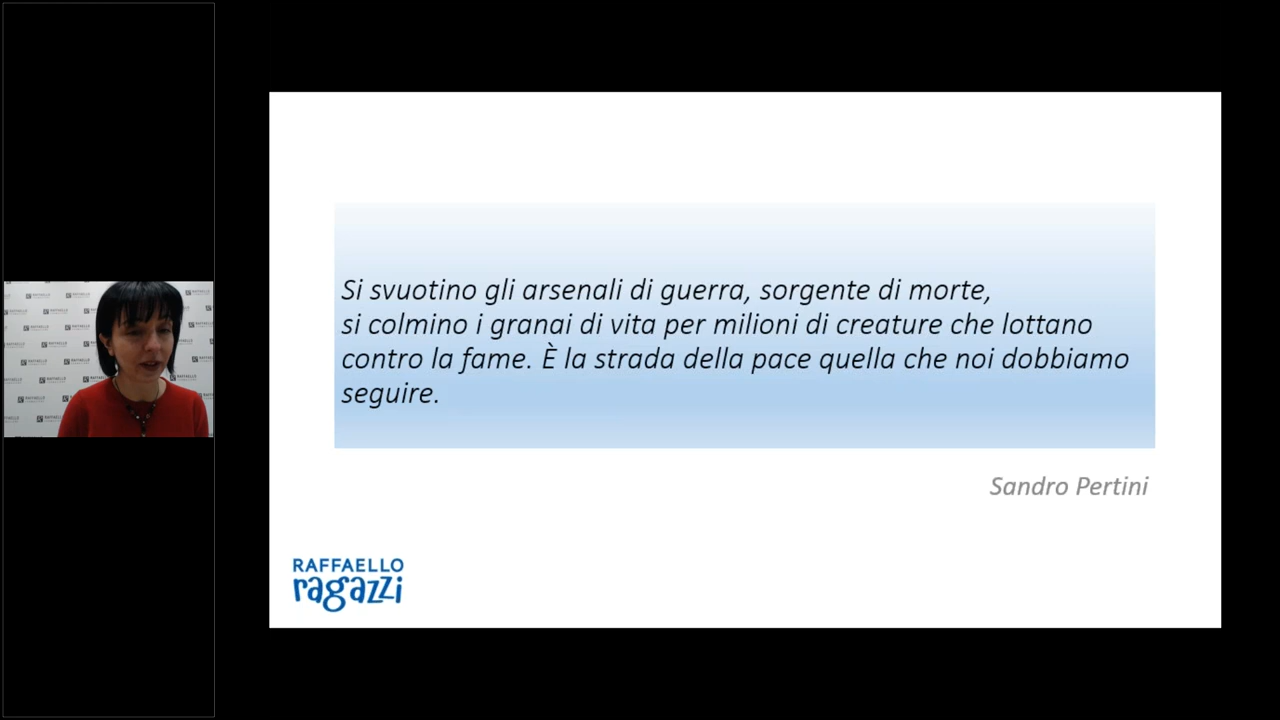 Si svuotino gli arsenali di guerra, sorgente di morte,
si colmino i granai di vita per milioni di creature che lottano
contro la fame. È la strada della pace quella che noi dobbiamo
seguire.
Sandro Pertini
RAFFAELLO
ragazzi